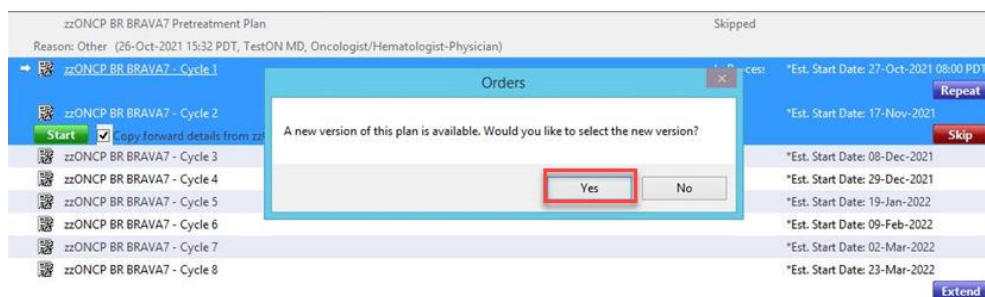 zzONCP BR BRAVA7 Pretreatment Plan Skipped
Reason: Other (26-Oct-2021 15:32 PDT, TestON MD, Oncologist/Hematologist-Physician)
zzONCP BR BRAVA7 - Cycle 1 *Est. Start Date: 27-Oct-2021 08:00 PDT
Orders
Repeat
zzONCP BR BRAVA7 - Cycle 2 *Est. Start Date: 17-Nov-2021
Start Copy forward details from Skip
A new version of this plan is available. Would you like to select the new version?
zzONCP BR BRAVA7 - Cycle 3 *Est. Start Date: 08-Dec-2021
zzONCP BR BRAVA7 - Cycle 4 *Est. Start Date: 29-Dec-2021
Yes No
zzONCP BR BRAVA7 - Cycle 5 *Est. Start Date: 19-Jan-2022
zzONCP BR BRAVA7 - Cycle 6 *Est. Start Date: 09-Feb-2022
zzONCP BR BRAVA7 - Cycle 7 *Est. Start Date: 02-Mar-2022
zzONCP BR BRAVA7 - Cycle 8 *Est. Start Date: 23-Mar-2022
Extend